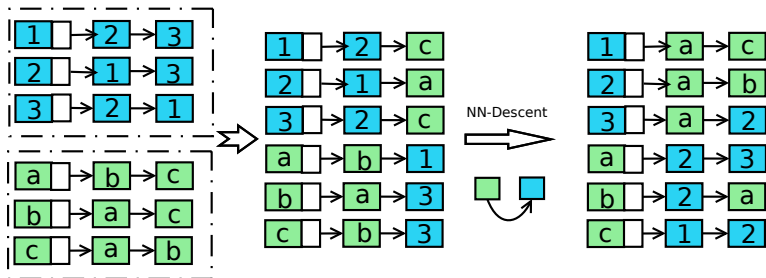 1 2 3
2 1 3
3 2 1
a b c
b a c
c a b
1 2 c
2 1 a
3 2 c
a b 1
b a 3
c b 3
NN-Descent
1 a c
2 a b
3 a 2
a 2 3
b 2 a
c 1 2